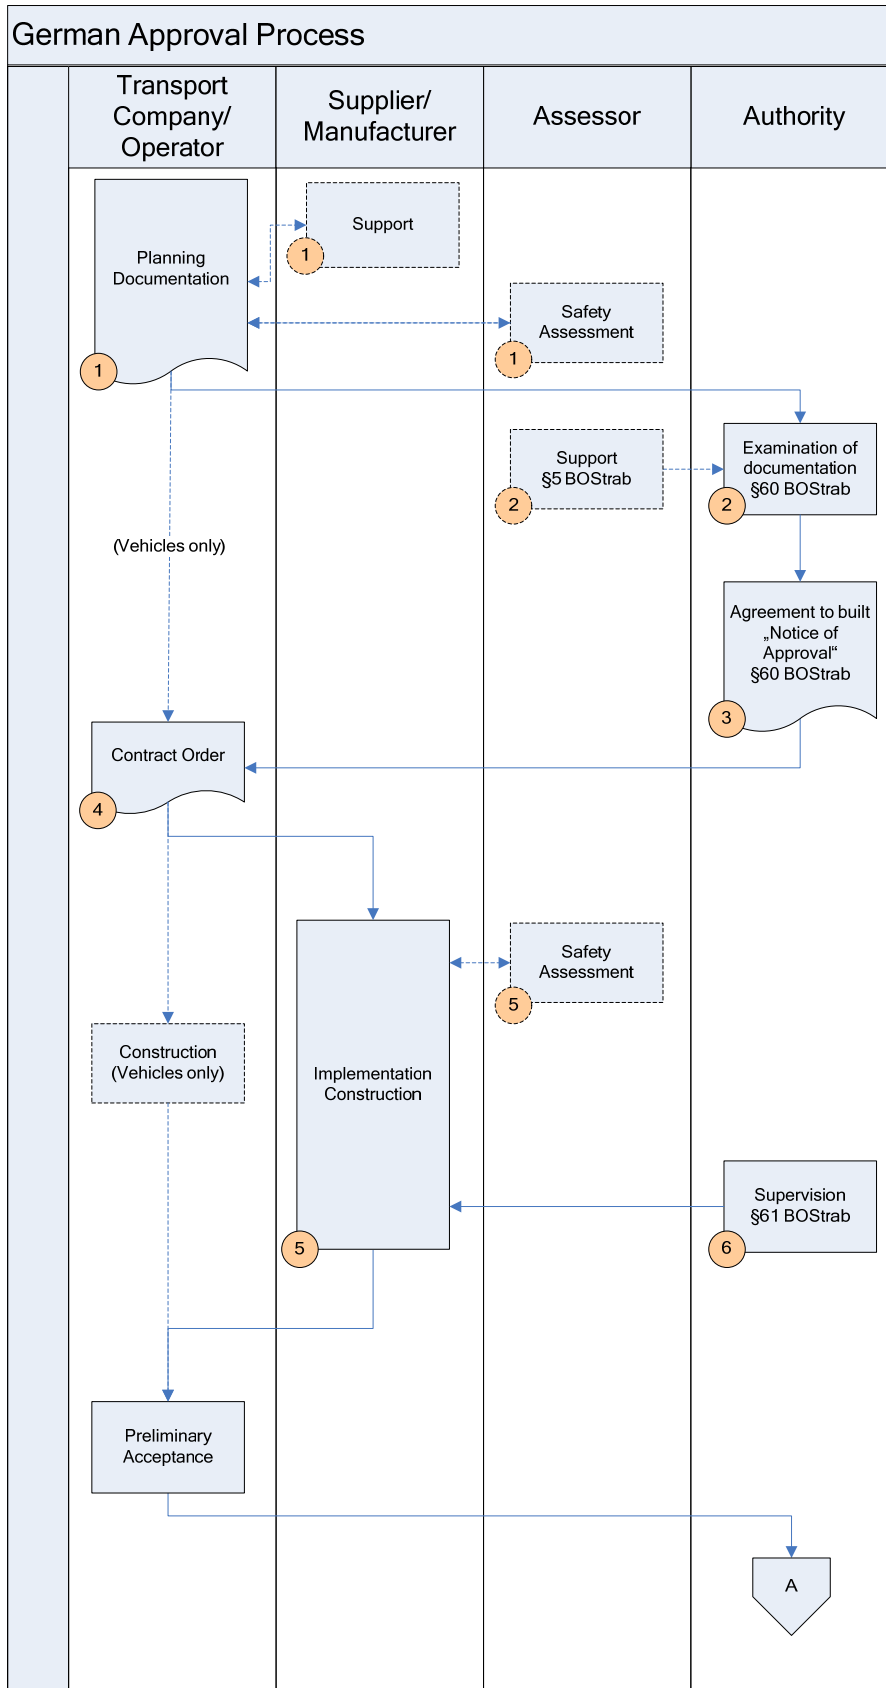 German Approval Process
Transport
Company/
Operator
Supplier/
Manufacturer
Assessor
Authority
Planning
Documentation
1
Support
1
Safety
Assessment
1
Support
§5 BOStrab
2
Examination of
documentation
§60 BOStrab
2
(Vehicles only)
Agreement to built
„Notice of
Approval“
§60 BOStrab
3
Contract Order
4
Safety
Assessment
5
Construction
(Vehicles only)
Implementation
Construction
5
Supervision
§61 BOStrab
6
Preliminary
Acceptance
A